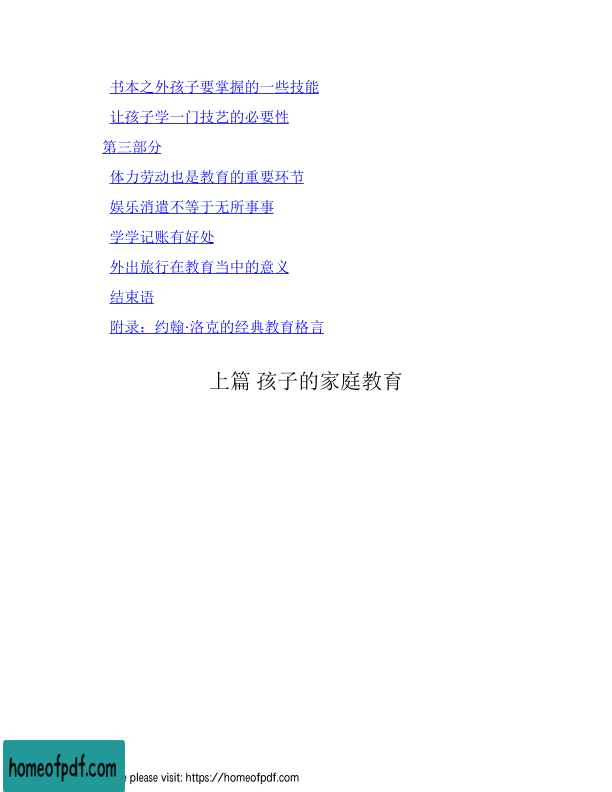 书本之外孩子要掌握的一些技能
让孩子学一门技艺的必要性
第三部分
体力劳动也是教育的重要环节
娱乐消遣不等于无所事事
学学记账有好处
外出旅行在教育当中的意义
结束语
附录：约翰·洛克的经典教育格言
上篇 孩子的家庭教育
homeofpdf.com
please visit: https://homeofpdf.com